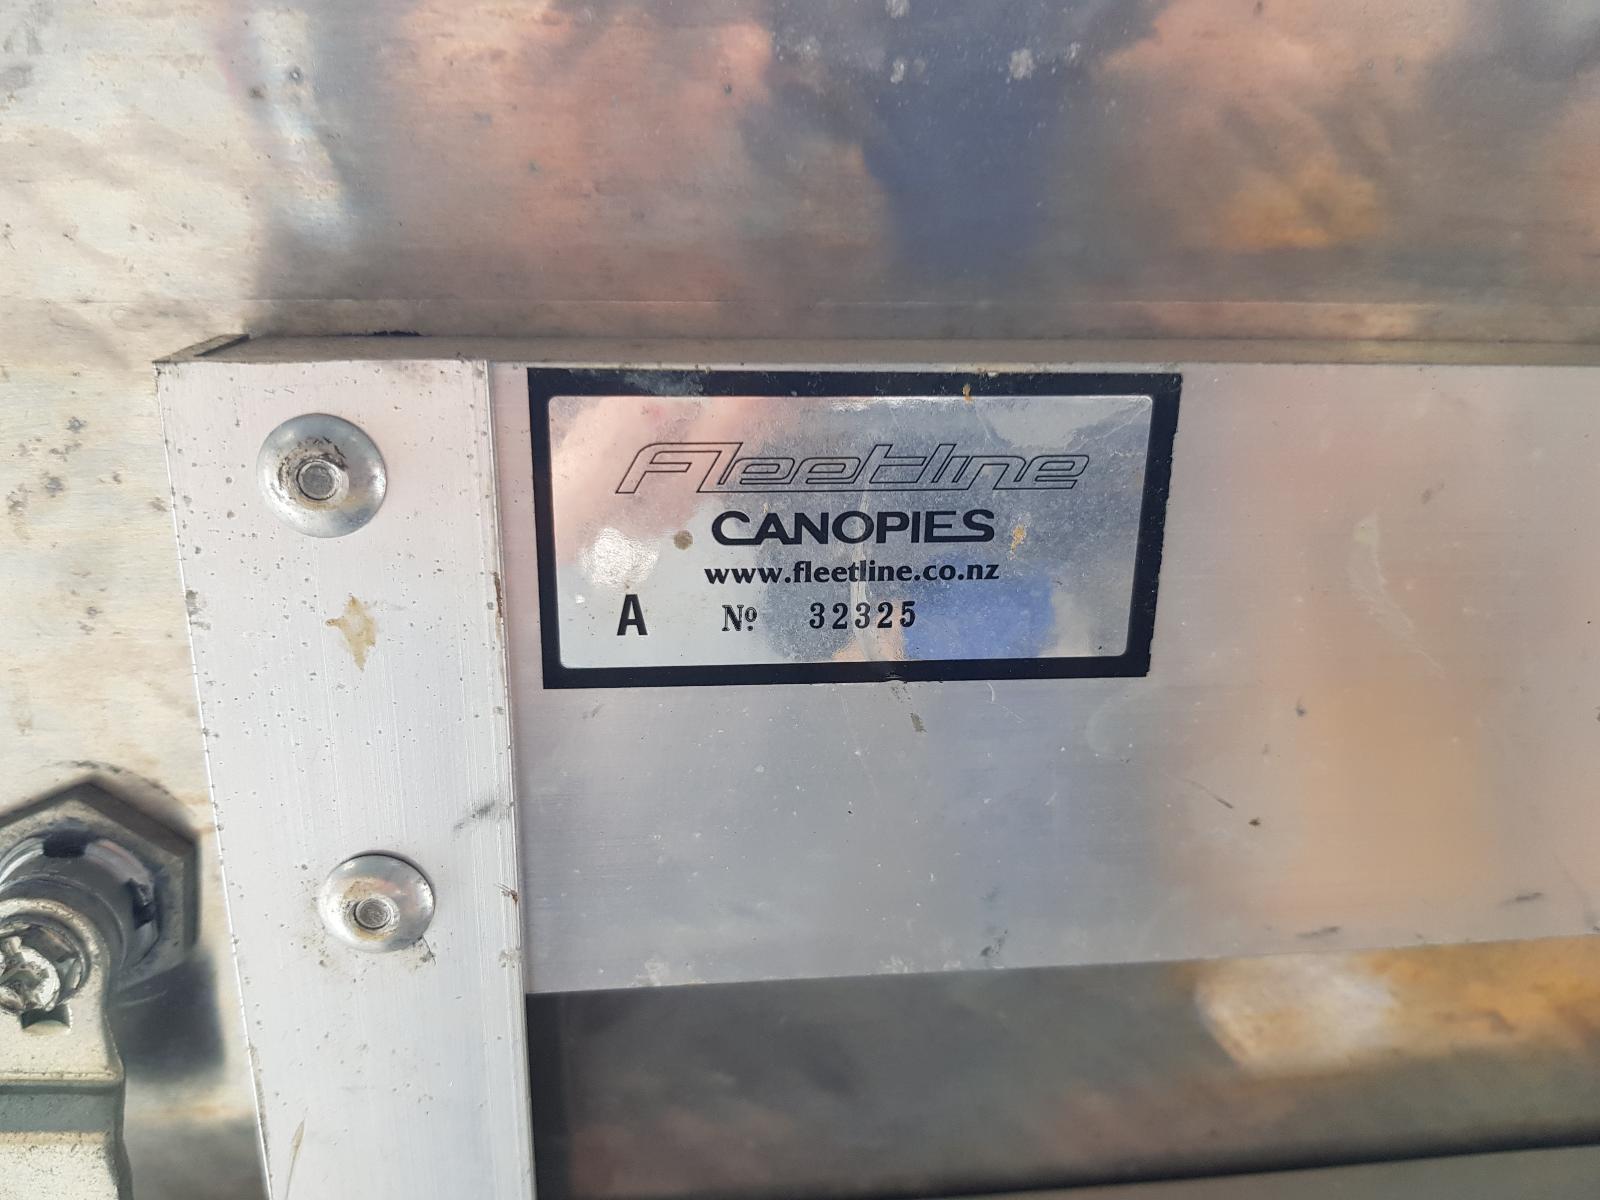 Fleetline
CANOPIES
www.fleetline.co.nz
A Nº 32325